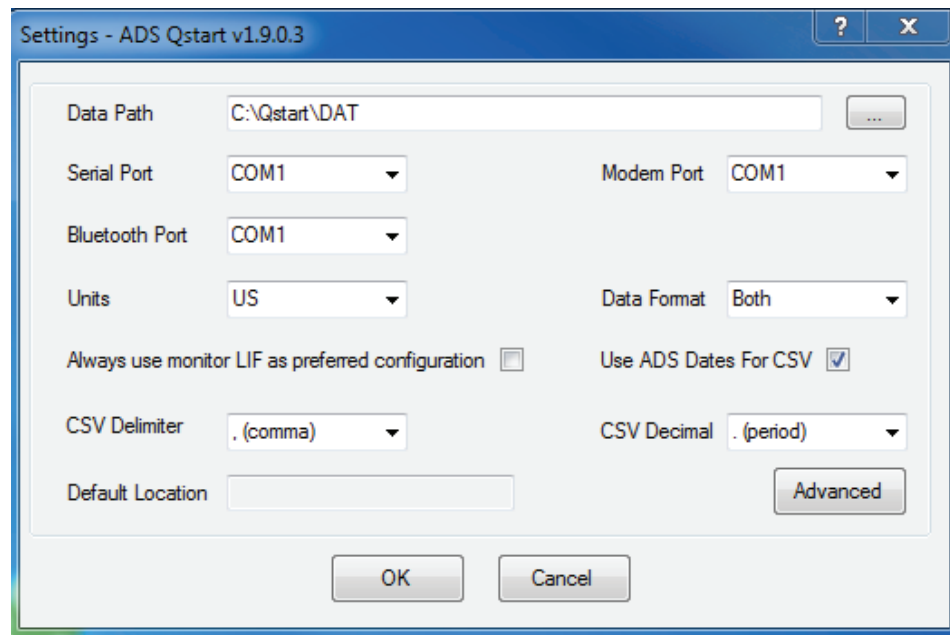 Settings - ADS Qstart v1.9.0.3 ? X
Data Path C:\Qstart\DAT ...
Serial Port COM1 Modem Port COM1
Bluetooth Port COM1
Units US Data Format Both
Always use monitor LIF as preferred configuration Use ADS Dates For CSV
CSV Delimiter , (comma) CSV Decimal . (period)
Default Location Advanced
OK Cancel